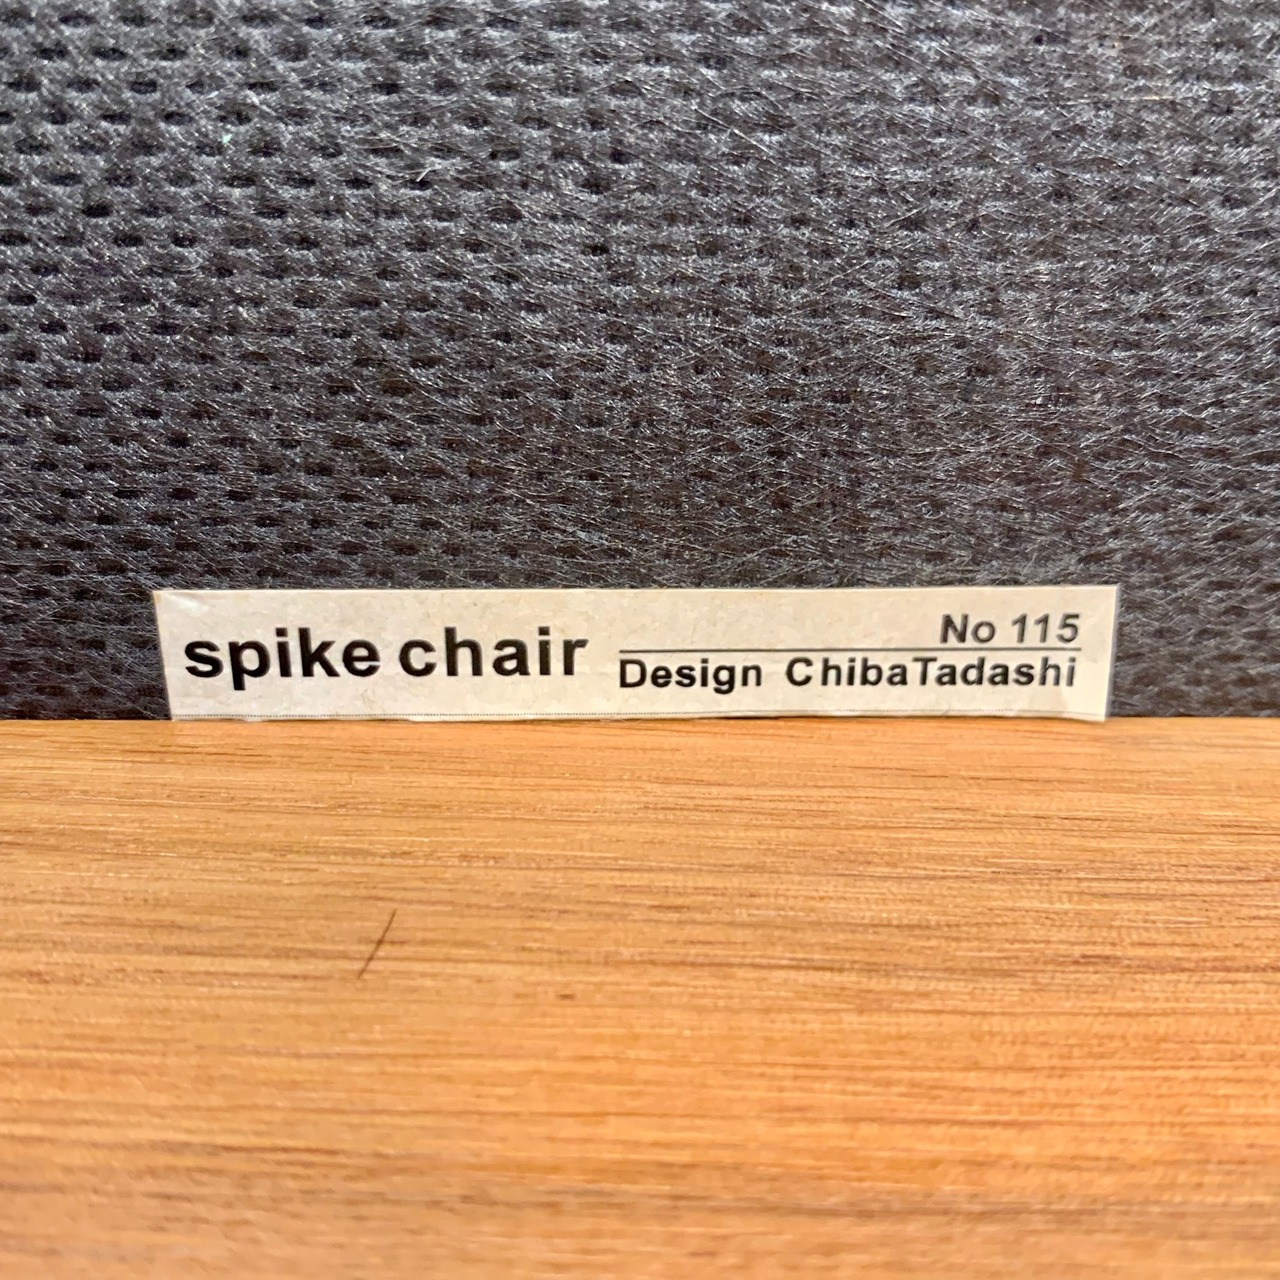 spike chair
No 115
Design ChibaTadashi